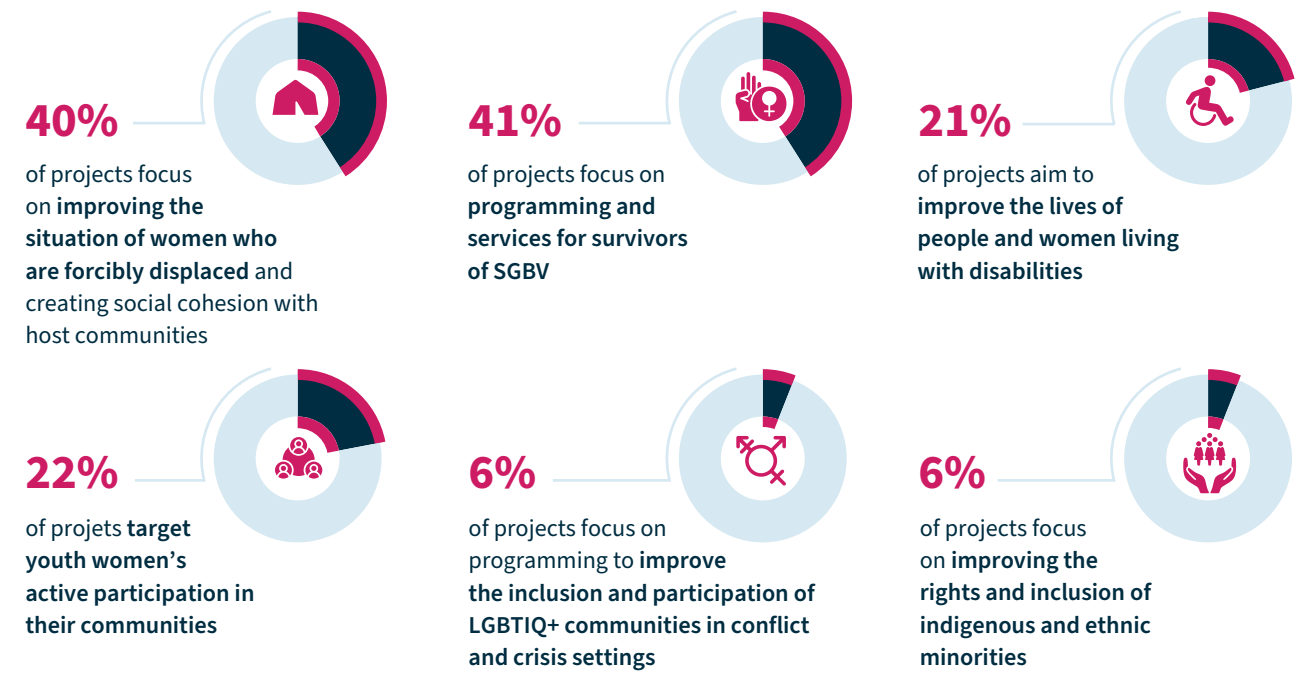 40%
of projects focus
on improving the
situation of women who
are forcibly displaced and
creating social cohesion with
host communities
41%
of projects focus on
programming and
services for survivors
of SGBV
21%
of projects aim to
improve the lives of
people and women living
with disabilities
22%
of projets target
youth women’s
active participation in
their communities
6%
of projects focus on
programming to improve
the inclusion and participation of
LGBTIQ+ communities in conflict
and crisis settings
6%
of projects focus
on improving the
rights and inclusion of
indigenous and ethnic
minorities